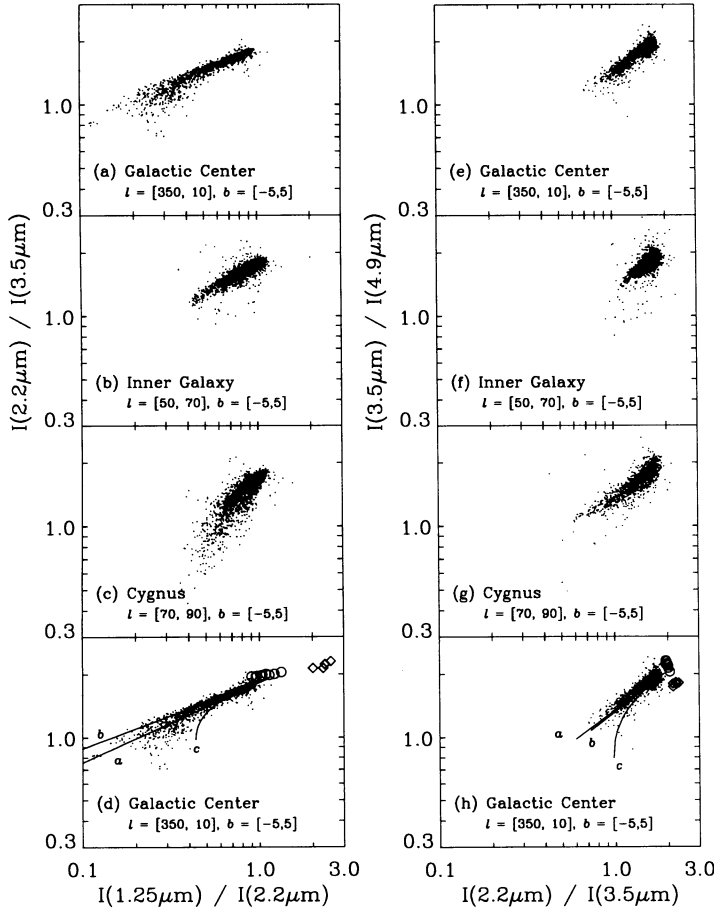 I(2.2μm) / I(3.5μm)
1.0
(a) Galactic Center
l = [350, 10], b = [-5,5]
0.3
1.0
(b) Inner Galaxy
l = [50, 70], b = [-5,5]
0.3
1.0
(c) Cygnus
l = [70, 90], b = [-5,5]
0.3
b
a
c
1.0
(d) Galactic Center
l = [350, 10], b = [-5,5]
0.3
0.1
1.0
3.0
I(1.25μm) / I(2.2μm)
I(3.5μm) / I(4.9μm)
1.0
(e) Galactic Center
l = [350, 10], b = [-5,5]
0.3
1.0
(f) Inner Galaxy
l = [50, 70], b = [-5,5]
0.3
1.0
(g) Cygnus
l = [70, 90], b = [-5,5]
0.3
a
b
c
1.0
(h) Galactic Center
l = [350, 10], b = [-5,5]
0.3
0.1
1.0
3.0
I(2.2μm) / I(3.5μm)